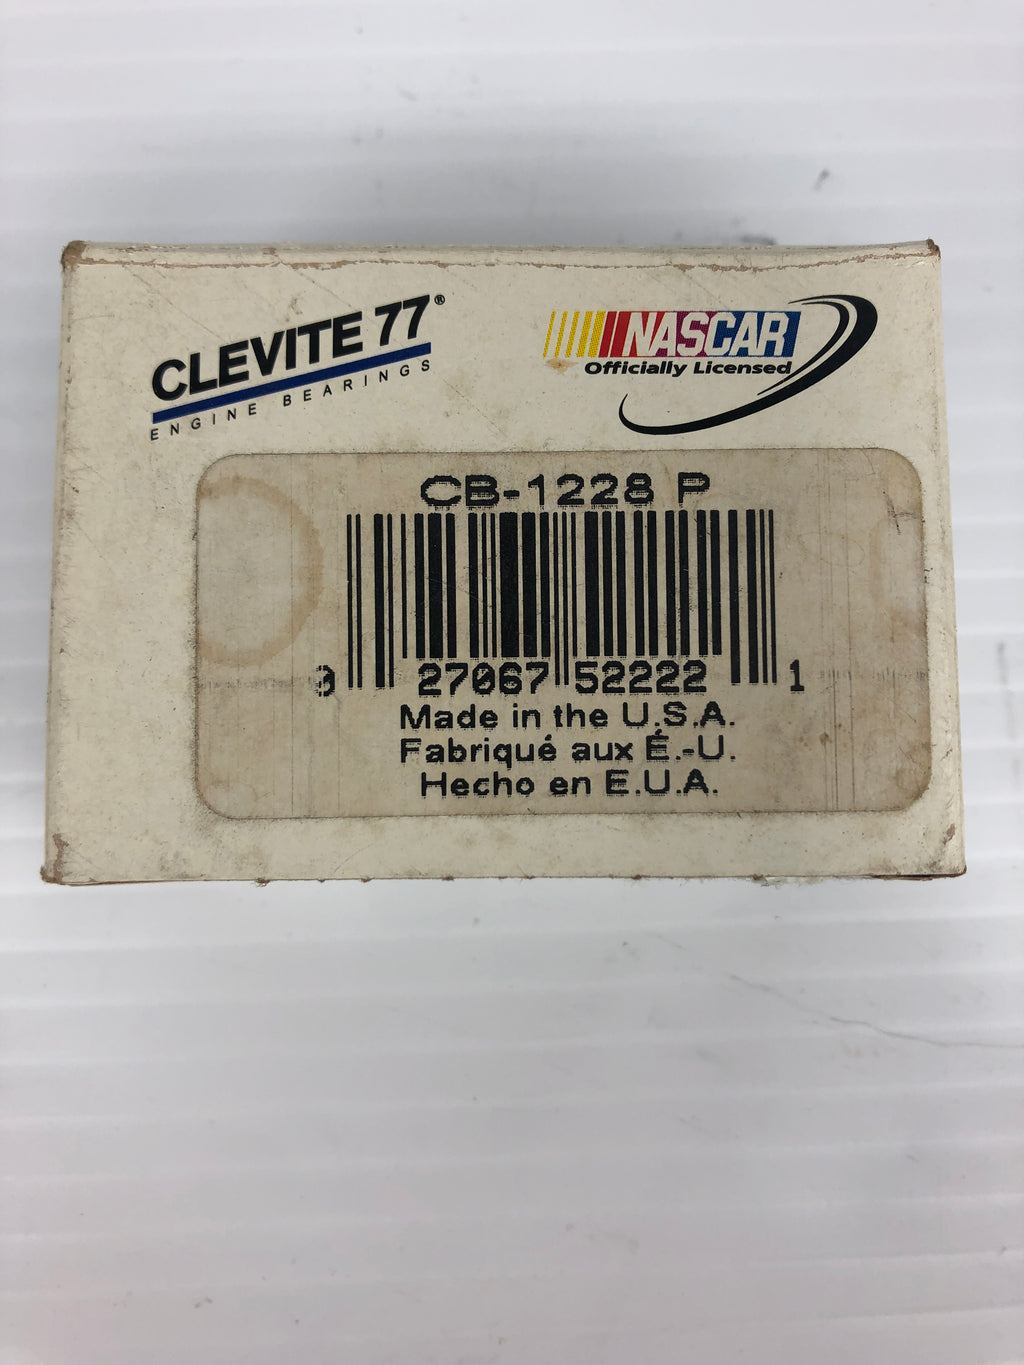 CLEVITE 77®
ENGINE BEARINGS
NASCAR
Officially Licensed
CB-1228 P
27067 52222 1
Made in the U.S.A.
Fabriqué aux É.-U.
Hecho en E.U.A.